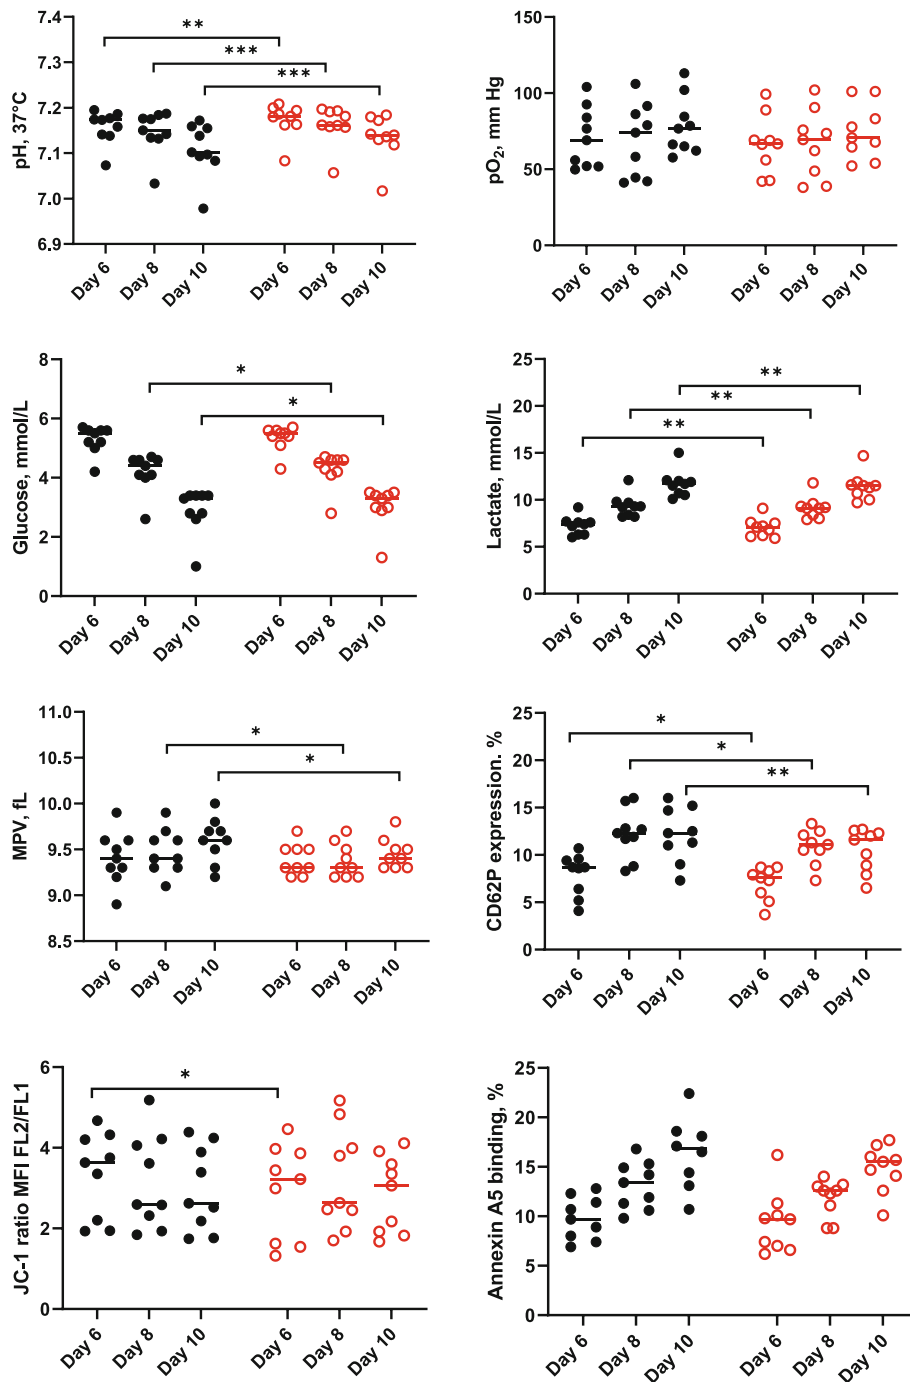 pH, 37°C
7.4
7.3
7.2
7.1
7.0
6.9
**
***
***
Day 6
Day 8
Day 10
Day 6
Day 8
Day 10
pO2, mm Hg
150
100
50
0
Day 6
Day 8
Day 10
Day 6
Day 8
Day 10
Glucose, mmol/L
8
6
4
2
0
*
*
Day 6
Day 8
Day 10
Day 6
Day 8
Day 10
Lactate, mmol/L
25
20
15
10
5
0
**
**
**
Day 6
Day 8
Day 10
Day 6
Day 8
Day 10
MPV, fL
11.0
10.5
10.0
9.5
9.0
8.5
*
*
Day 6
Day 8
Day 10
Day 6
Day 8
Day 10
CD62P expression. %
25
20
15
10
5
0
*
*
**
Day 6
Day 8
Day 10
Day 6
Day 8
Day 10
JC-1 ratio MFI FL2/FL1
6
4
2
0
*
Day 6
Day 8
Day 10
Day 6
Day 8
Day 10
Annexin A5 binding, %
25
20
15
10
5
0
Day 6
Day 8
Day 10
Day 6
Day 8
Day 10